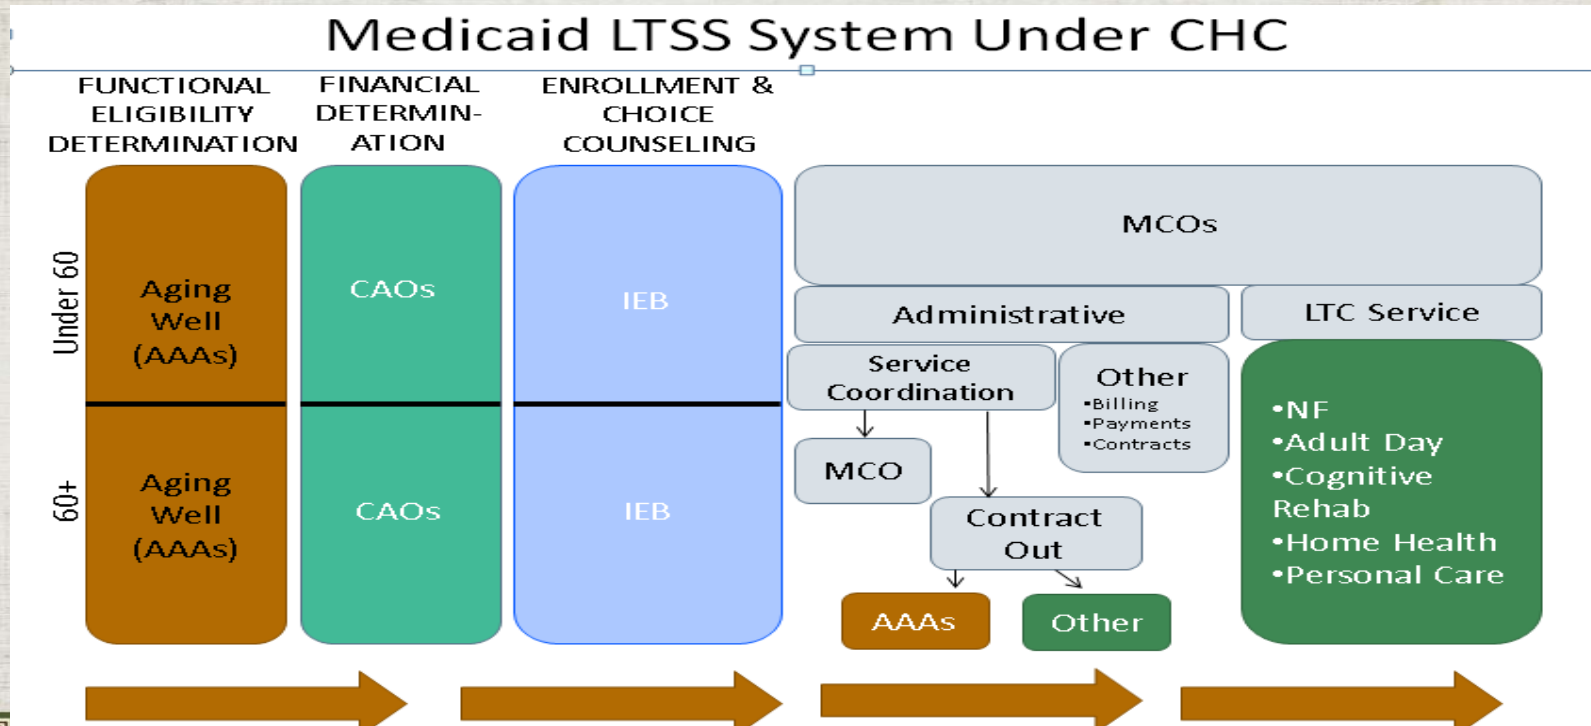 Medicaid LTSS System Under CHC
FUNCTIONAL
ELIGIBILITY
DETERMINATION
FINANCIAL
DETERMIN-
ATION
ENROLLMENT &
CHOICE
COUNSELING
Under 60
Aging
Well
(AAAs)
CAOs
IEB
60+
Aging
Well
(AAAs)
CAOs
IEB
MCOs
Administrative
LTC Service
Service
Coordination
Other
•Billing
•Payments
•Contracts
MCO
Contract
Out
AAAs
Other
•NF
•Adult Day
•Cognitive
Rehab
•Home Health
•Personal Care